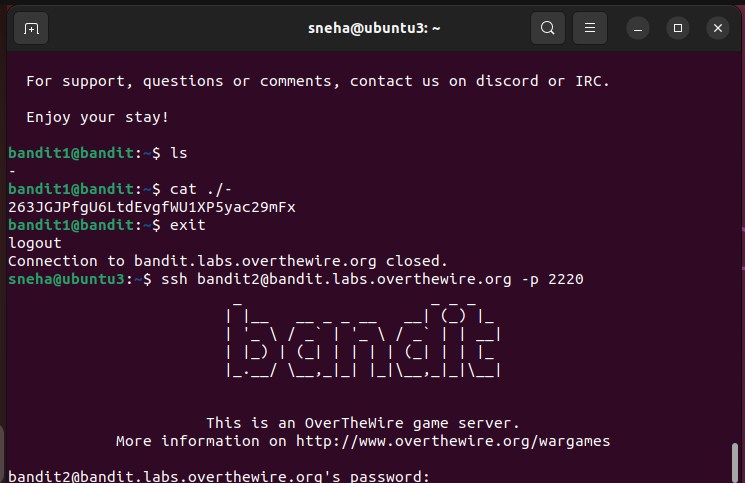 sneha@ubuntu3: ~
For support, questions or comments, contact us on discord or IRC.
Enjoy your stay!
bandit1@bandit:~$ ls
-
bandit1@bandit:~$ cat ./-
263JGJPfgU6LtdEvgfWU1XP5yac29mFx
bandit1@bandit:~$ exit
logout
Connection to bandit.labs.overthewire.org closed.
sneha@ubuntu3:~$ ssh bandit2@bandit.labs.overthewire.org -p 2220
bandit
This is an OverTheWire game server.
More information on http://www.overthewire.org/wargames
bandit2@bandit.labs.overthewire.org's password: